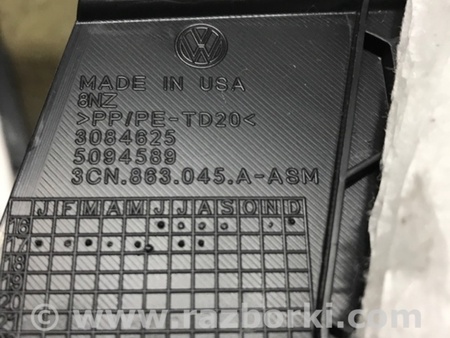 VW
MADE IN USA
8NZ
>PP/PE-TD20<
3084625
5094589
3CN.863.045.A-ASM
J F M A M J J A S O N D
16
17
18
19
20
© www.razborki.com